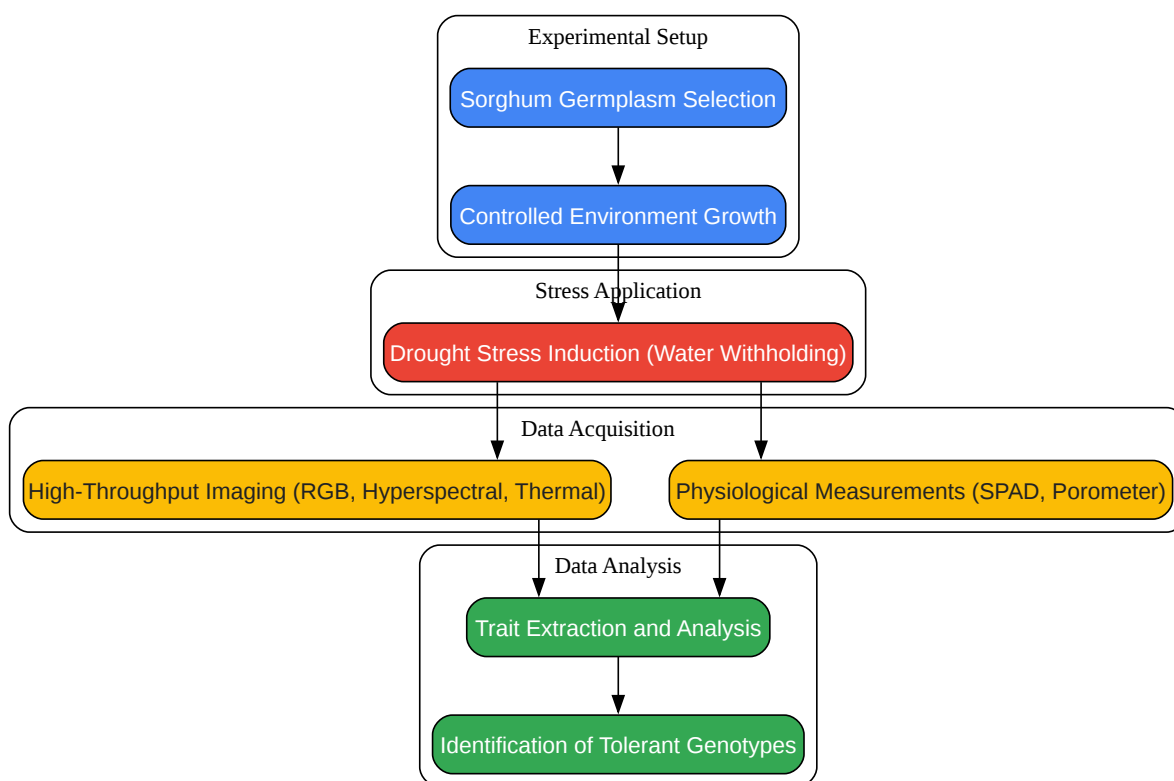 Experimental Setup
Sorghum Germplasm Selection
Controlled Environment Growth
Stress Application
Drought Stress Induction (Water Withholding)
Data Acquisition
High-Throughput Imaging (RGB, Hyperspectral, Thermal)
Physiological Measurements (SPAD, Porometer)
Data Analysis
Trait Extraction and Analysis
Identification of Tolerant Genotypes